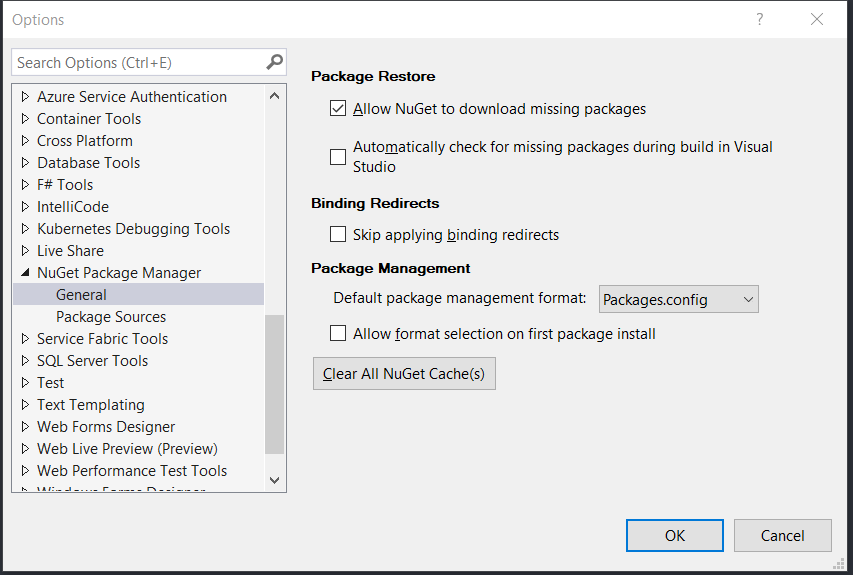 Options
Search Options (Ctrl+E)
Azure Service Authentication
Container Tools
Cross Platform
Database Tools
F# Tools
IntelliCode
Kubernetes Debugging Tools
Live Share
NuGet Package Manager
General
Package Sources
Service Fabric Tools
SQL Server Tools
Test
Text Templating
Web Forms Designer
Web Live Preview (Preview)
Web Performance Test Tools
Windows Forms Designer
Package Restore
Allow NuGet to download missing packages
Automatically check for missing packages during build in Visual
Studio
Binding Redirects
Skip applying binding redirects
Package Management
Default package management format: Packages.config
Allow format selection on first package install
Clear All NuGet Cache(s)
OK Cancel